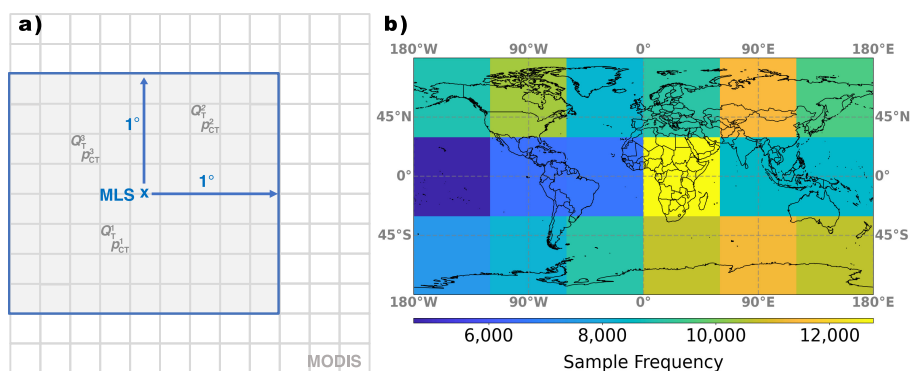 a)
1°
Q_T^2
p_CT^2
Q_T^3
p_CT^3
MLS x
1°
Q_T^1
p_CT^1
MODIS
b)
180°W 90°W 0° 90°E 180°E
45°N 45°N
0° 0°
45°S 45°S
180°W 90°W 0° 90°E 180°E
6,000 8,000 10,000 12,000
Sample Frequency